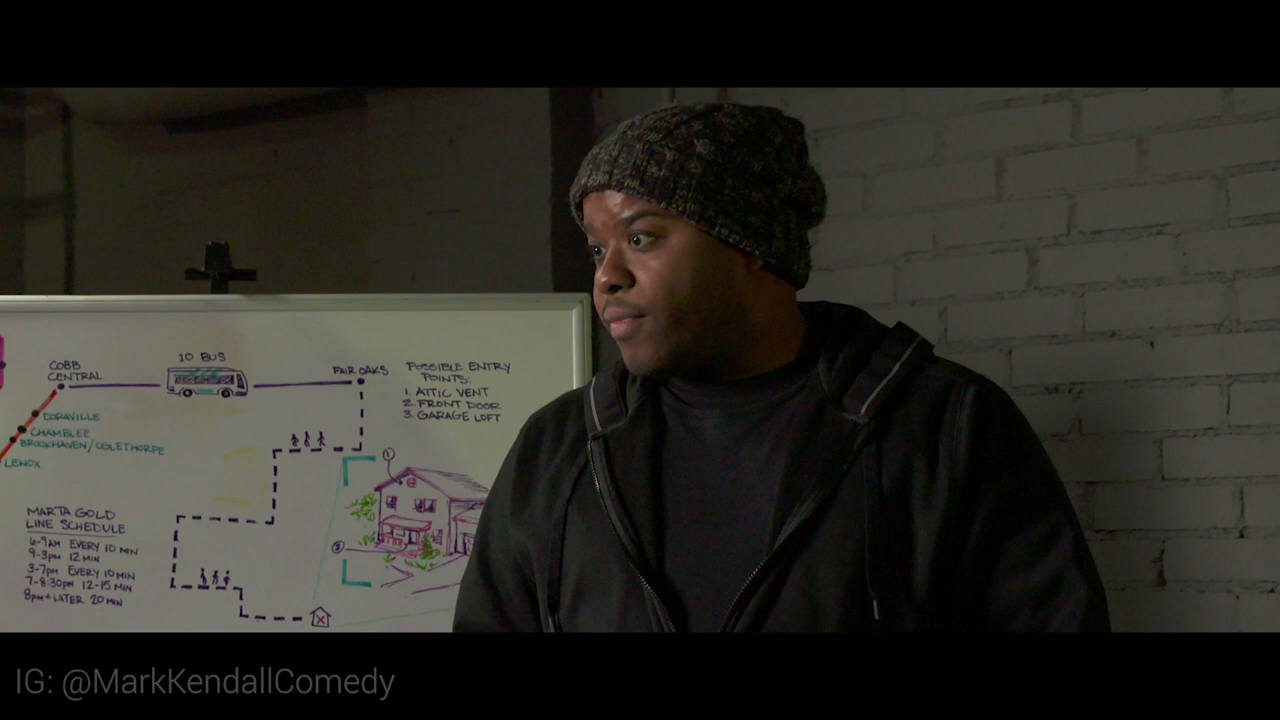 COBB
CENTRAL
10 BUS
FAIR OAKS
DORAVILLE
CHAMBLEE
BROOKHAVEN/OGLETHORPE
LENOX
POSSIBLE ENTRY
POINTS:
1. ATTIC VENT
2. FRONT DOOR
3. GARAGE LOFT
1
2
MARTA GOLD
LINE SCHEDULE
6-9AM EVERY 10 MIN
9-3PM 12 MIN
3-7PM EVERY 10 MIN
7-8:30PM 12-15 MIN
8PM + LATER 20 MIN
IG: @MarkKendallComedy